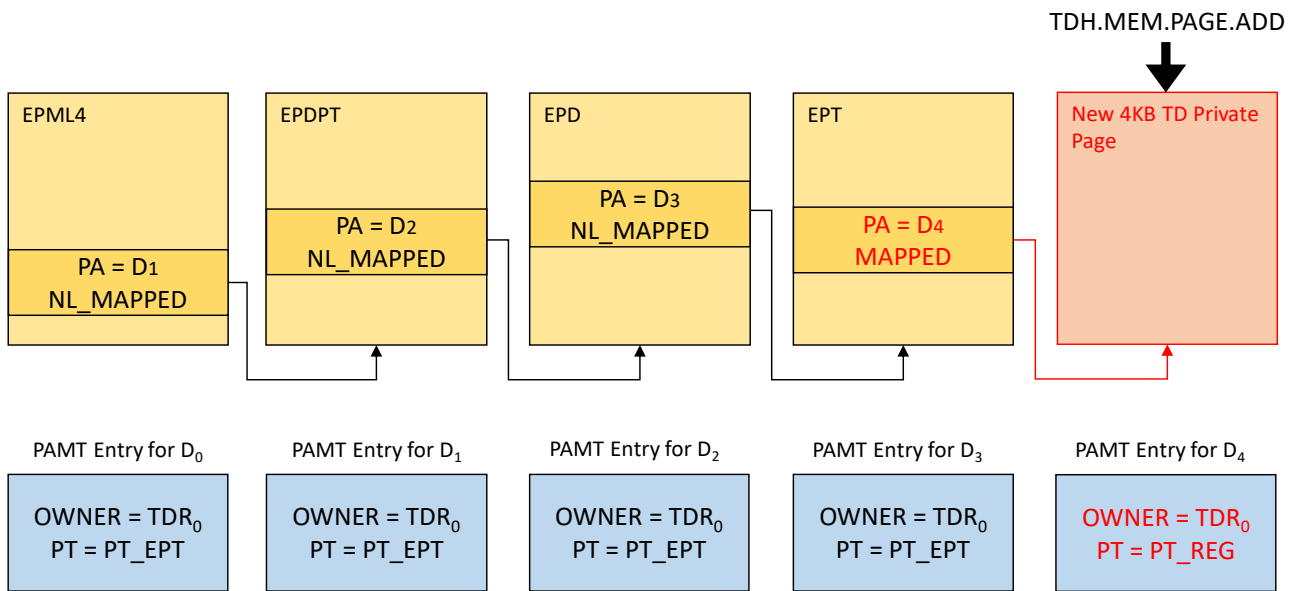 TDH.MEM.PAGE.ADD
EPML4
PA = D1
NL_MAPPED
EPDPT
PA = D2
NL_MAPPED
EPD
PA = D3
NL_MAPPED
EPT
PA = D4
MAPPED
New 4KB TD Private
Page
PAMT Entry for D₀
OWNER = TDR₀
PT = PT_EPT
PAMT Entry for D₁
OWNER = TDR₀
PT = PT_EPT
PAMT Entry for D₂
OWNER = TDR₀
PT = PT_EPT
PAMT Entry for D₃
OWNER = TDR₀
PT = PT_EPT
PAMT Entry for D₄
OWNER = TDR₀
PT = PT_REG